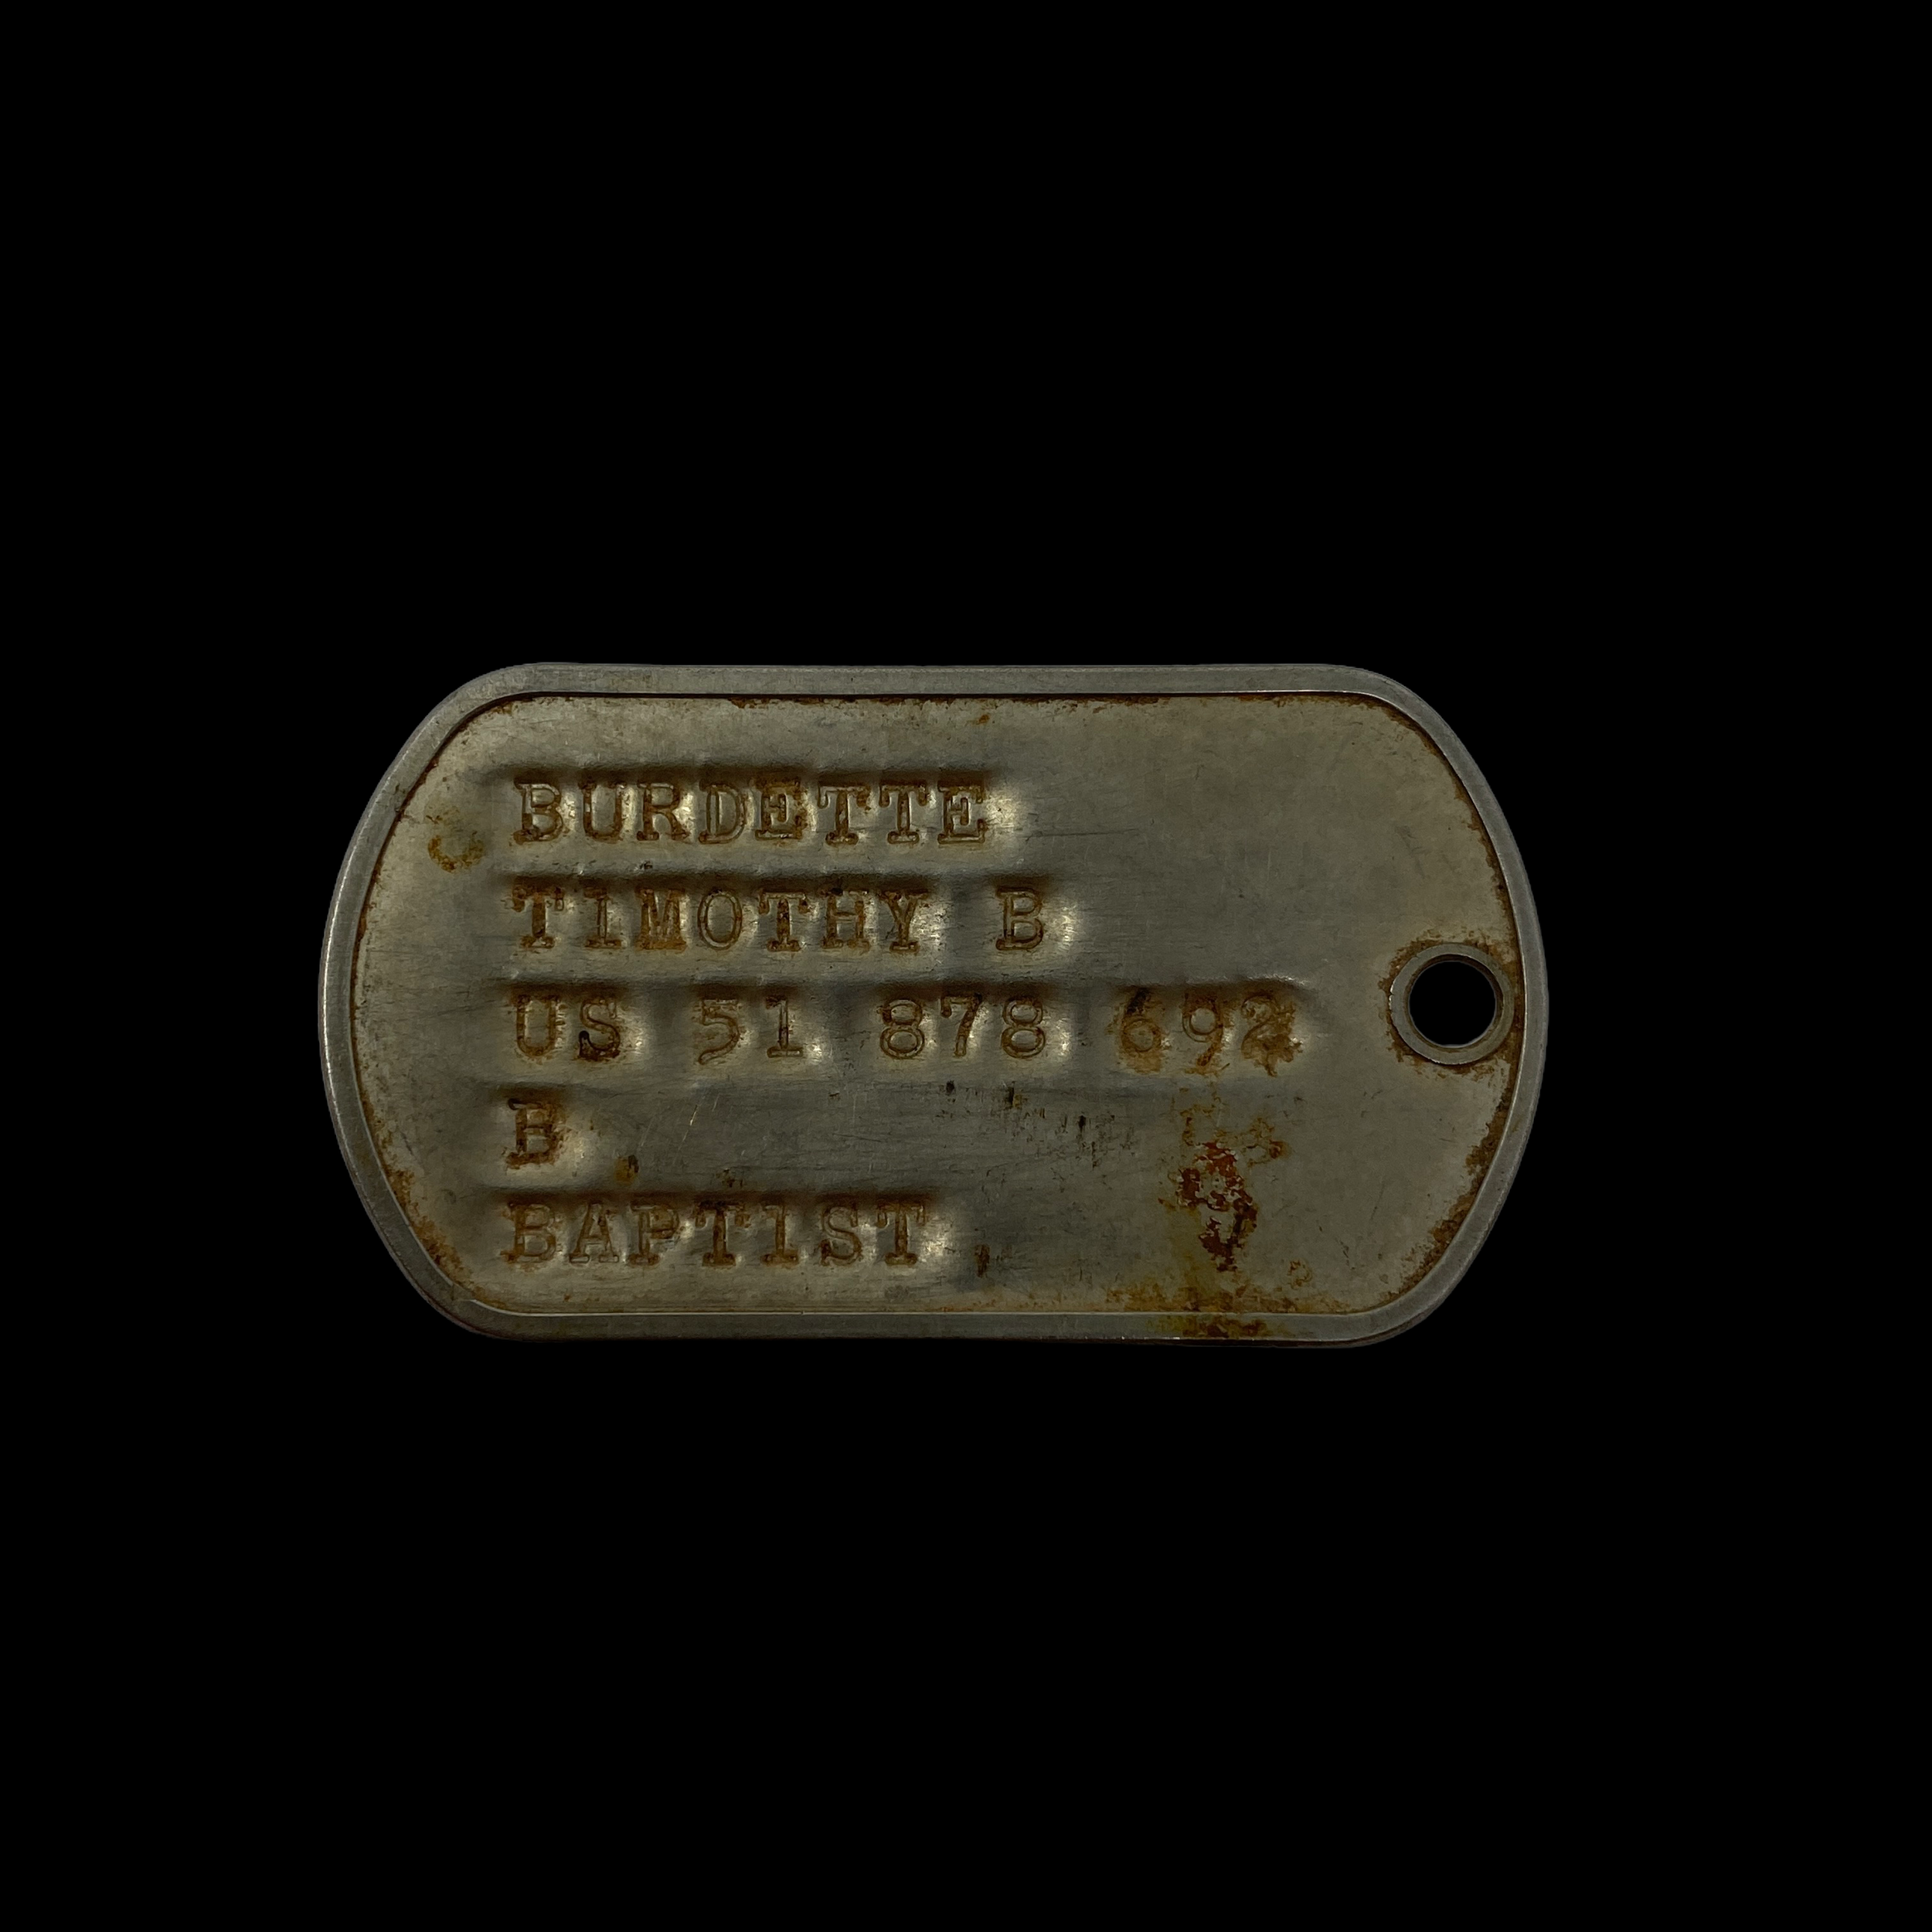 BURDETTE
TIMOTHY B
US 51 878 692
B
BAPTIST